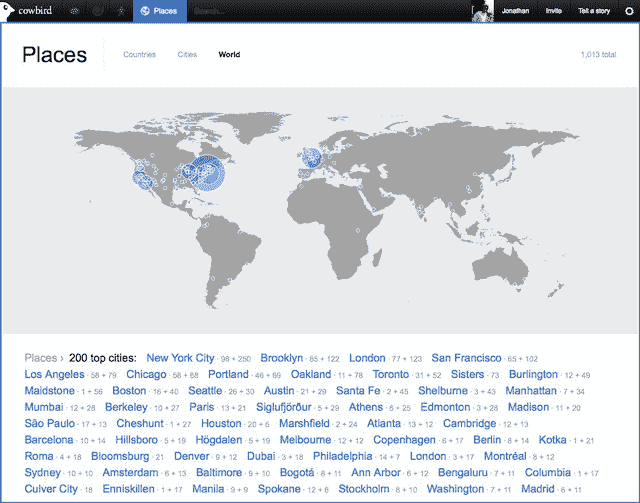 cowbird Places Search... Jonathan Invite Tell a story
Places Countries Cities World 1,013 total
Places › 200 top cities: New York City · 98 + 250 Brooklyn · 85 + 122 London · 77 + 123 San Francisco · 65 + 102
Los Angeles · 58 + 79 Chicago · 56 + 68 Portland · 46 + 69 Oakland · 11 + 78 Toronto · 31 + 52 Sisters · 73 Burlington · 12 + 49
Maidstone · 1 + 56 Boston · 16 + 40 Seattle · 26 + 30 Austin · 21 + 29 Santa Fe · 2 + 45 Shelburne · 3 + 43 Manhattan · 7 + 34
Mumbai · 12 + 28 Berkeley · 10 + 27 Paris · 13 + 21 Siglufjörður · 5 + 29 Athens · 6 + 25 Edmonton · 3 + 28 Madison · 11 + 20
São Paulo · 17 + 13 Cheshunt · 1 + 27 Houston · 20 + 6 Marshfield · 2 + 24 Atlanta · 13 + 12 Cambridge · 12 + 13
Barcelona · 10 + 14 Hillsboro · 5 + 19 Högdalen · 5 + 19 Melbourne · 12 + 12 Copenhagen · 6 + 17 Berlin · 8 + 14 Kotka · 1 + 21
Roma · 4 + 18 Bloomsburg · 21 Denver · 9 + 12 Dubai · 3 + 18 Philadelphia · 14 + 7 London · 3 + 17 Montréal · 8 + 12
Sydney · 10 + 10 Amsterdam · 6 + 13 Baltimore · 9 + 10 Bogotá · 8 + 11 Ann Arbor · 6 + 12 Bengaluru · 7 + 11 Columbia · 1 + 17
Culver City · 18 Enniskillen · 1 + 17 Manila · 9 + 9 Spokane · 12 + 6 Stockholm · 8 + 10 Washington · 7 + 11 Madrid · 6 + 11